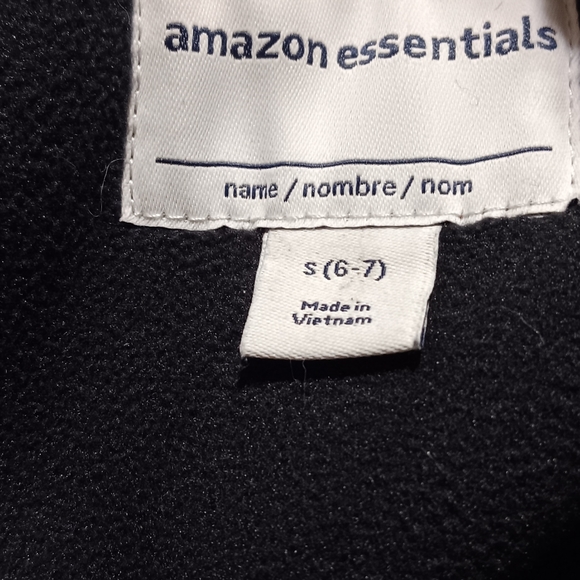 amazon essentials
name / nombre / nom
S (6-7)
Made in
Vietnam